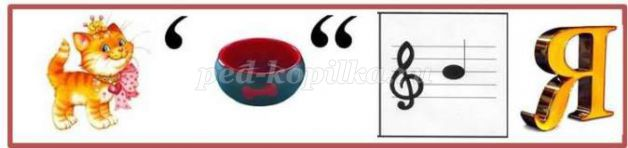 ‘ “ Я
ped-kopilka.ru